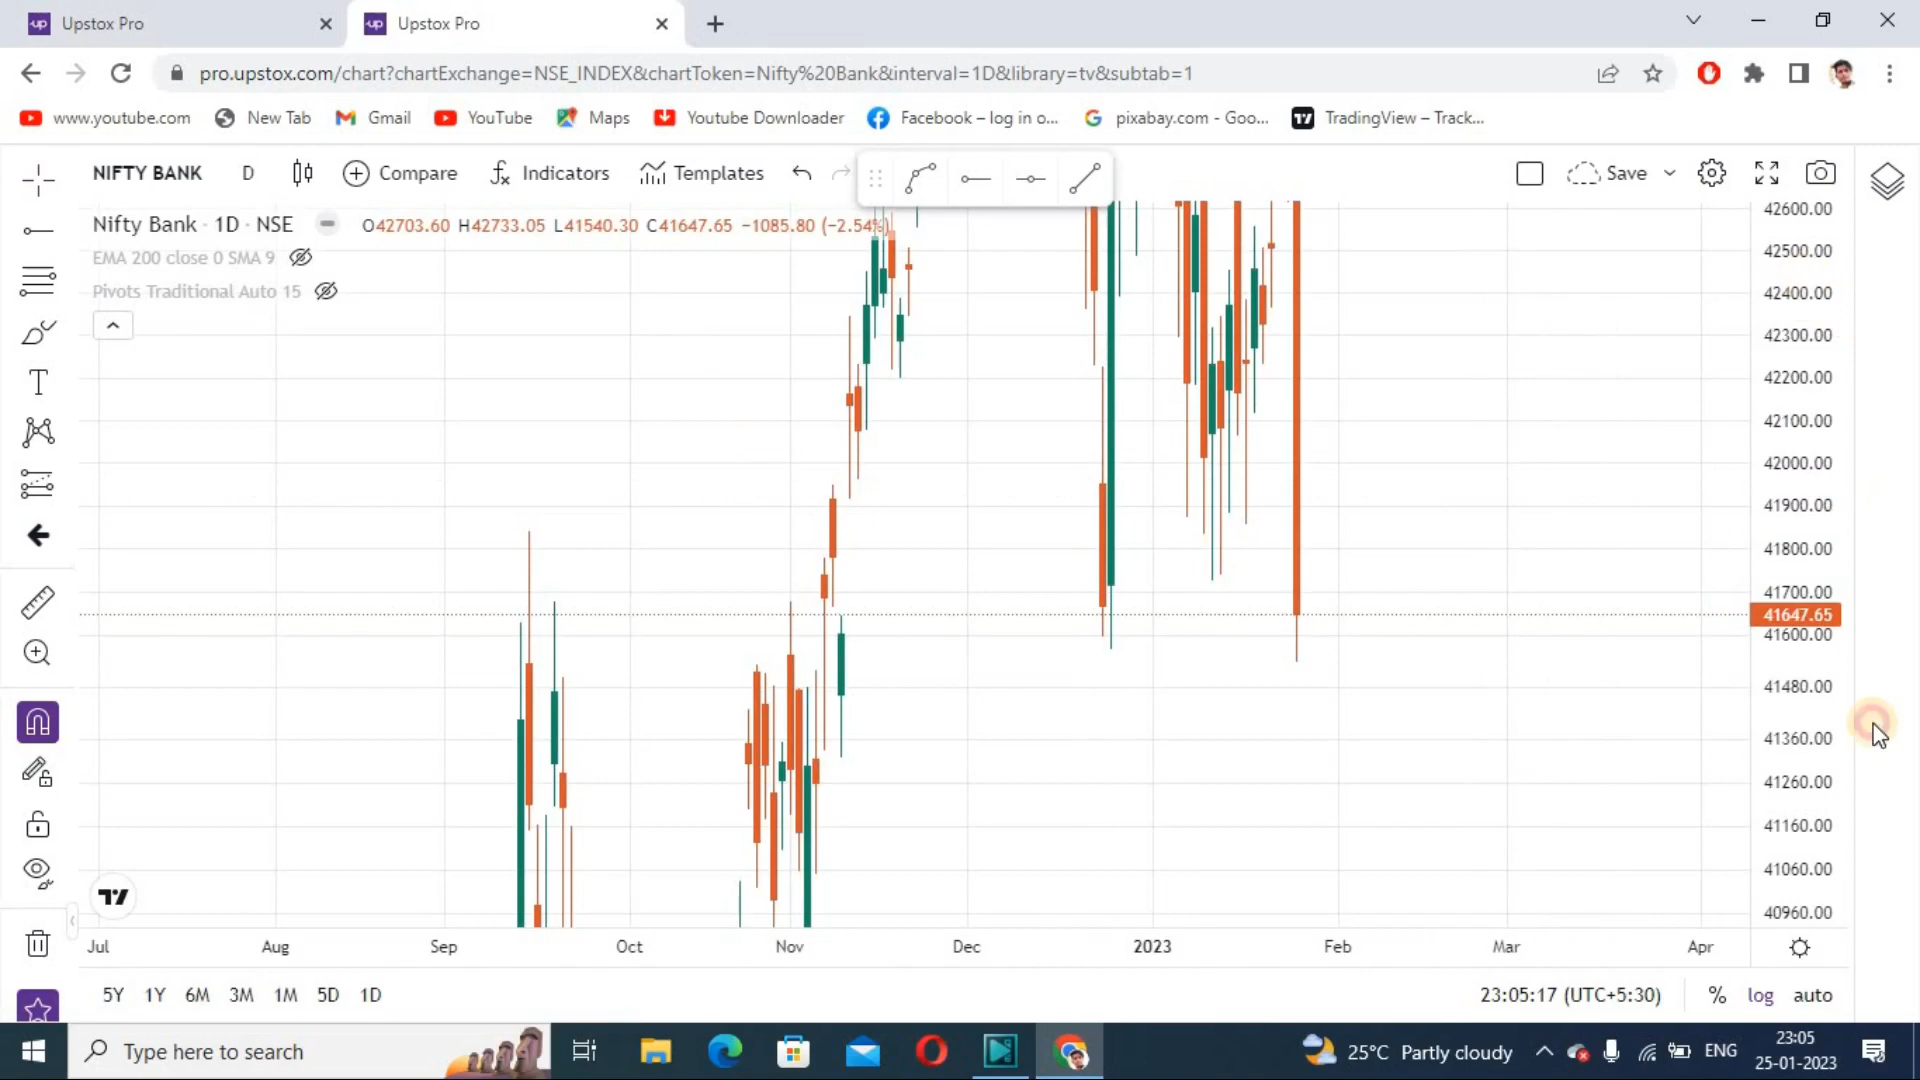 Upstox Pro
Upstox Pro
pro.upstox.com/chart?chartExchange=NSE_INDEX&chartToken=Nifty%20Bank&interval=1D&library=tv&subtab=1
www.youtube.com New Tab Gmail YouTube Maps Youtube Downloader Facebook – log in o... pixabay.com - Goo... TradingView – Track...
NIFTY BANK D Compare Indicators Templates Save
Nifty Bank · 1D · NSE O42703.60 H42733.05 L41540.30 C41647.65 −1085.80 (−2.54%)
EMA 200 close 0 SMA 9
Pivots Traditional Auto 15
42600.00
42500.00
42400.00
42300.00
42200.00
42100.00
42000.00
41900.00
41800.00
41700.00
41647.65
41600.00
41480.00
41360.00
41260.00
41160.00
41060.00
40960.00
Jul Aug Sep Oct Nov Dec 2023 Feb Mar Apr
5Y 1Y 6M 3M 1M 5D 1D 23:05:17 (UTC+5:30) % log auto
Type here to search 25°C Partly cloudy ENG 23:05
25-01-2023